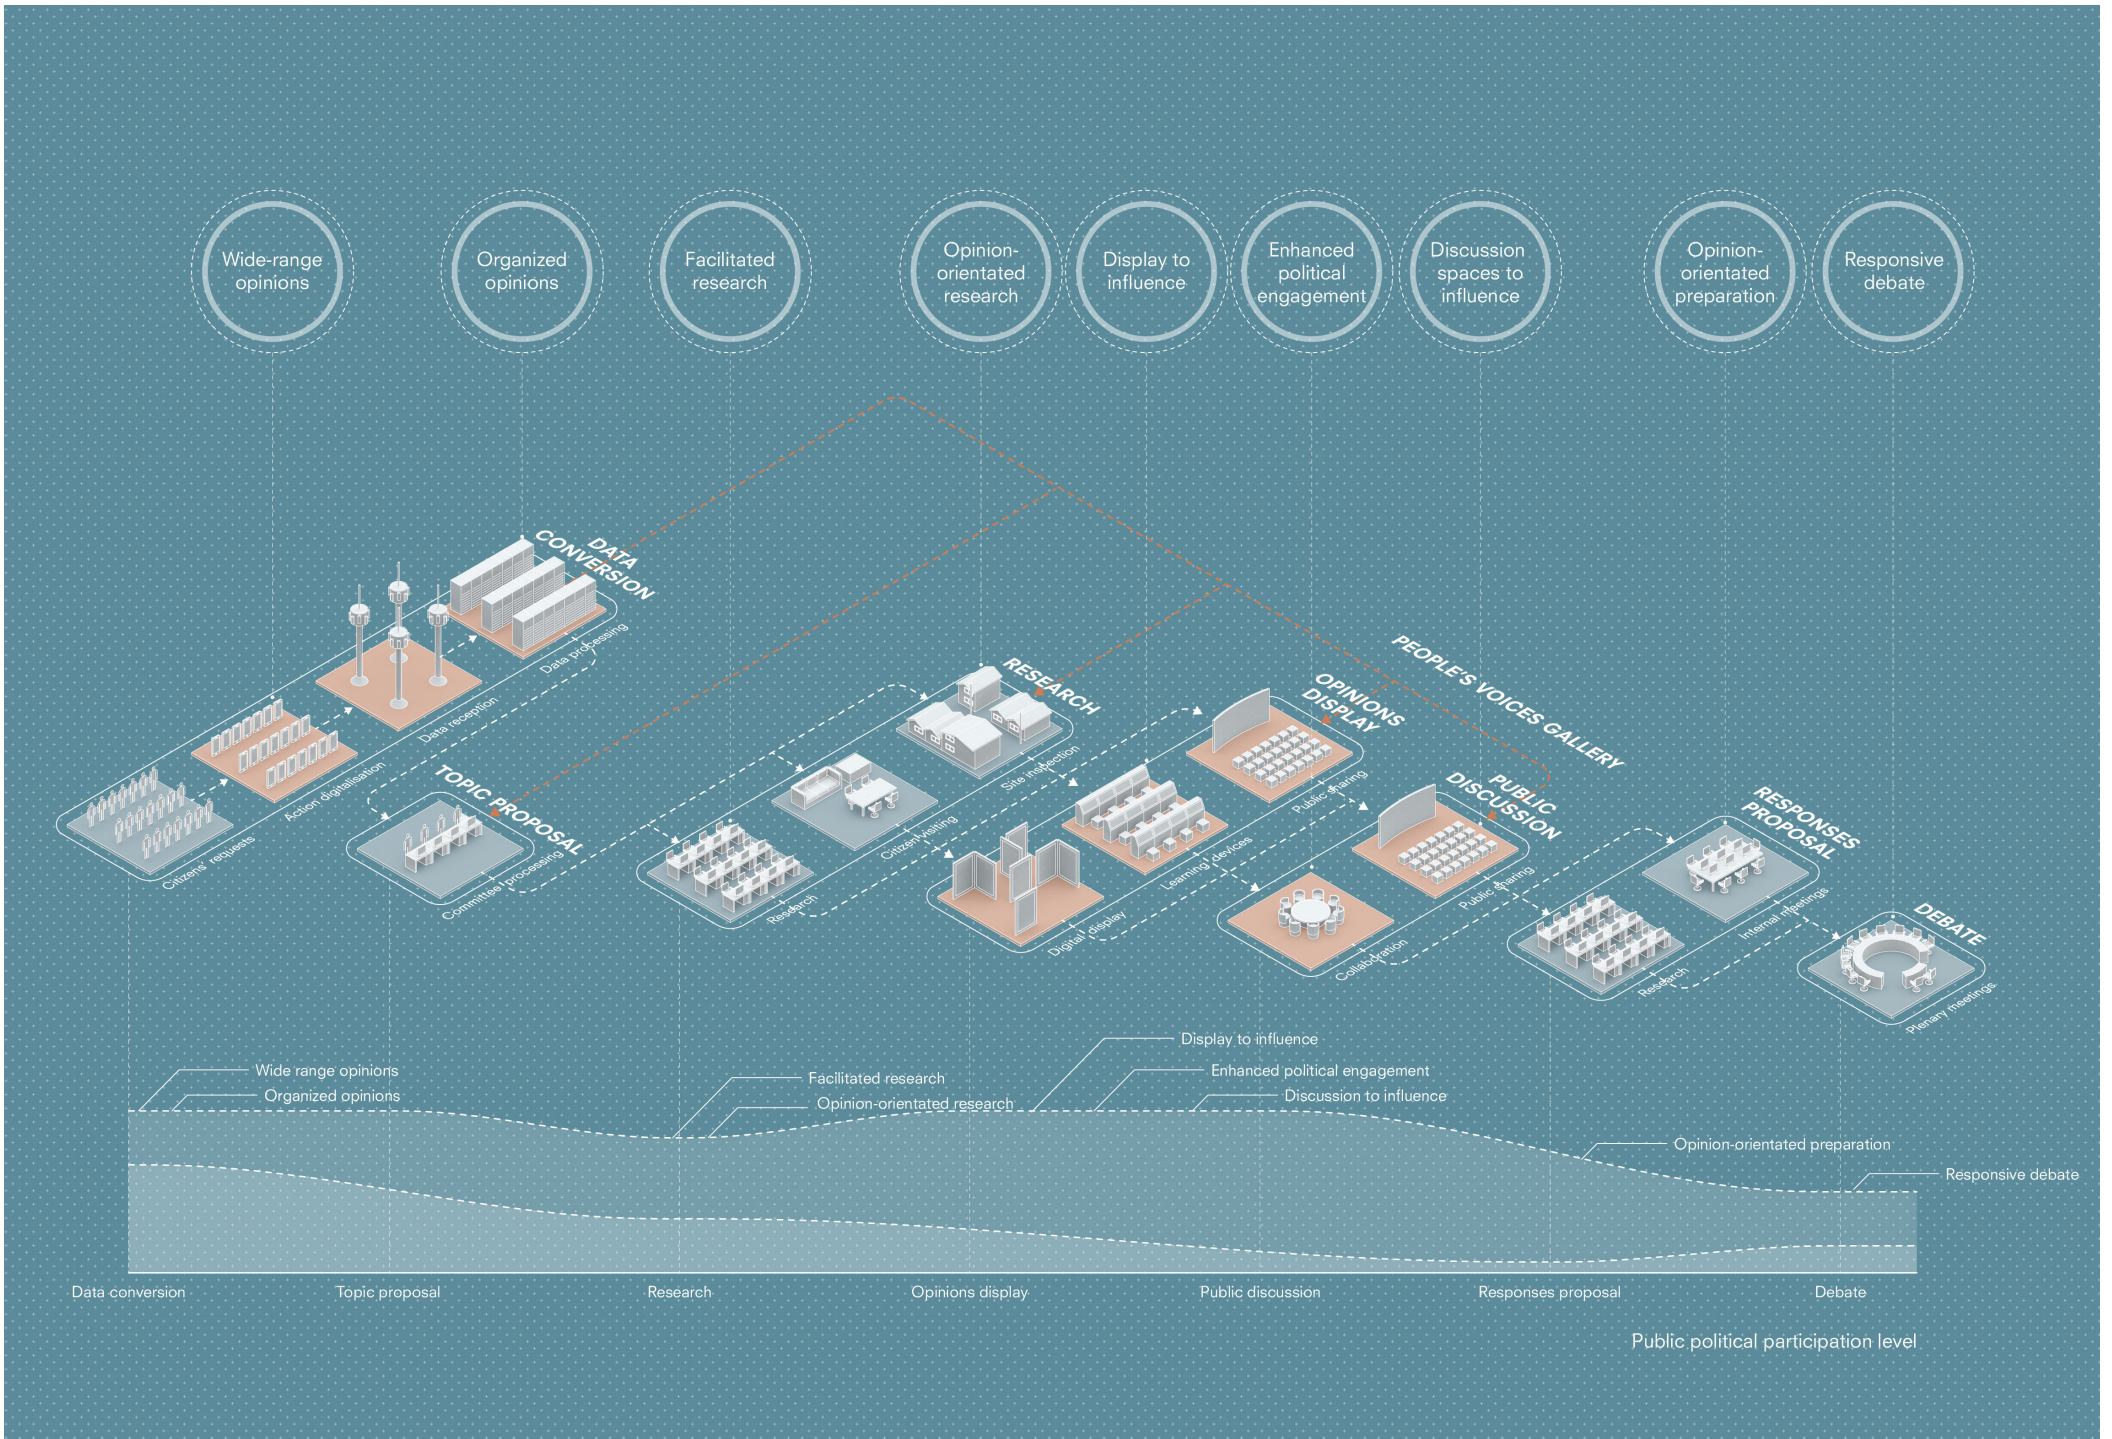 Wide-range
opinions
Organized
opinions
Facilitated
research
Opinion-
orientated
research
Display to
influence
Enhanced
political
engagement
Discussion
spaces to
influence
Opinion-
orientated
preparation
Responsive
debate
DATA
CONVERSION
Citizens' requests
Action digitalisation
Data reception
Data processing
TOPIC PROPOSAL
Committee processing
RESEARCH
Research
Citizen visiting
Site inspection
PEOPLE'S VOICES GALLERY
OPINIONS
DISPLAY
Digital display
Learning devices
Public sharing
PUBLIC
DISCUSSION
Collaboration
Public sharing
RESPONSES
PROPOSAL
Research
Internal meetings
DEBATE
Plenary meetings
Wide range opinions
Organized opinions
Facilitated research
Opinion-orientated research
Display to influence
Enhanced political engagement
Discussion to influence
Opinion-orientated preparation
Responsive debate
Data conversion
Topic proposal
Research
Opinions display
Public discussion
Responses proposal
Debate
Public political participation level